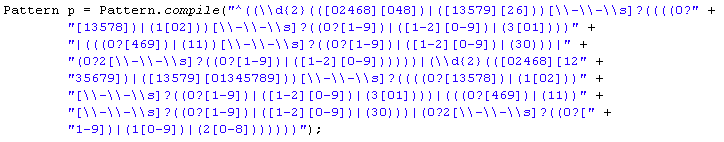 Pattern p = Pattern.compile("^((\\d{2}(([02468][048])|([13579][26]))[\\-\\-\\s]?((((0?" +
"[13578])|(1[02]))[\\-\\-\\s]?((0?[1-9])|([1-2][0-9])|(3[01])))" +
"|(((0?[469])|(11))[\\-\\-\\s]?((0?[1-9])|([1-2][0-9])|(30)))|" +
"(0?2[\\-\\-\\s]?((0?[1-9])|([1-2][0-9])))))|(\\d{2}(([02468][12" +
"35679])|([13579][01345789]))[\\-\\-\\s]?((((0?[13578])|(1[02]))" +
"[\\-\\-\\s]?((0?[1-9])|([1-2][0-9])|(3[01])))|(((0?[469])|(11))" +
"[\\-\\-\\s]?((0?[1-9])|([1-2][0-9])|(30)))|(0?2[\\-\\-\\s]?((0?[" +
"1-9])|(1[0-9])|(2[0-8]))))))");